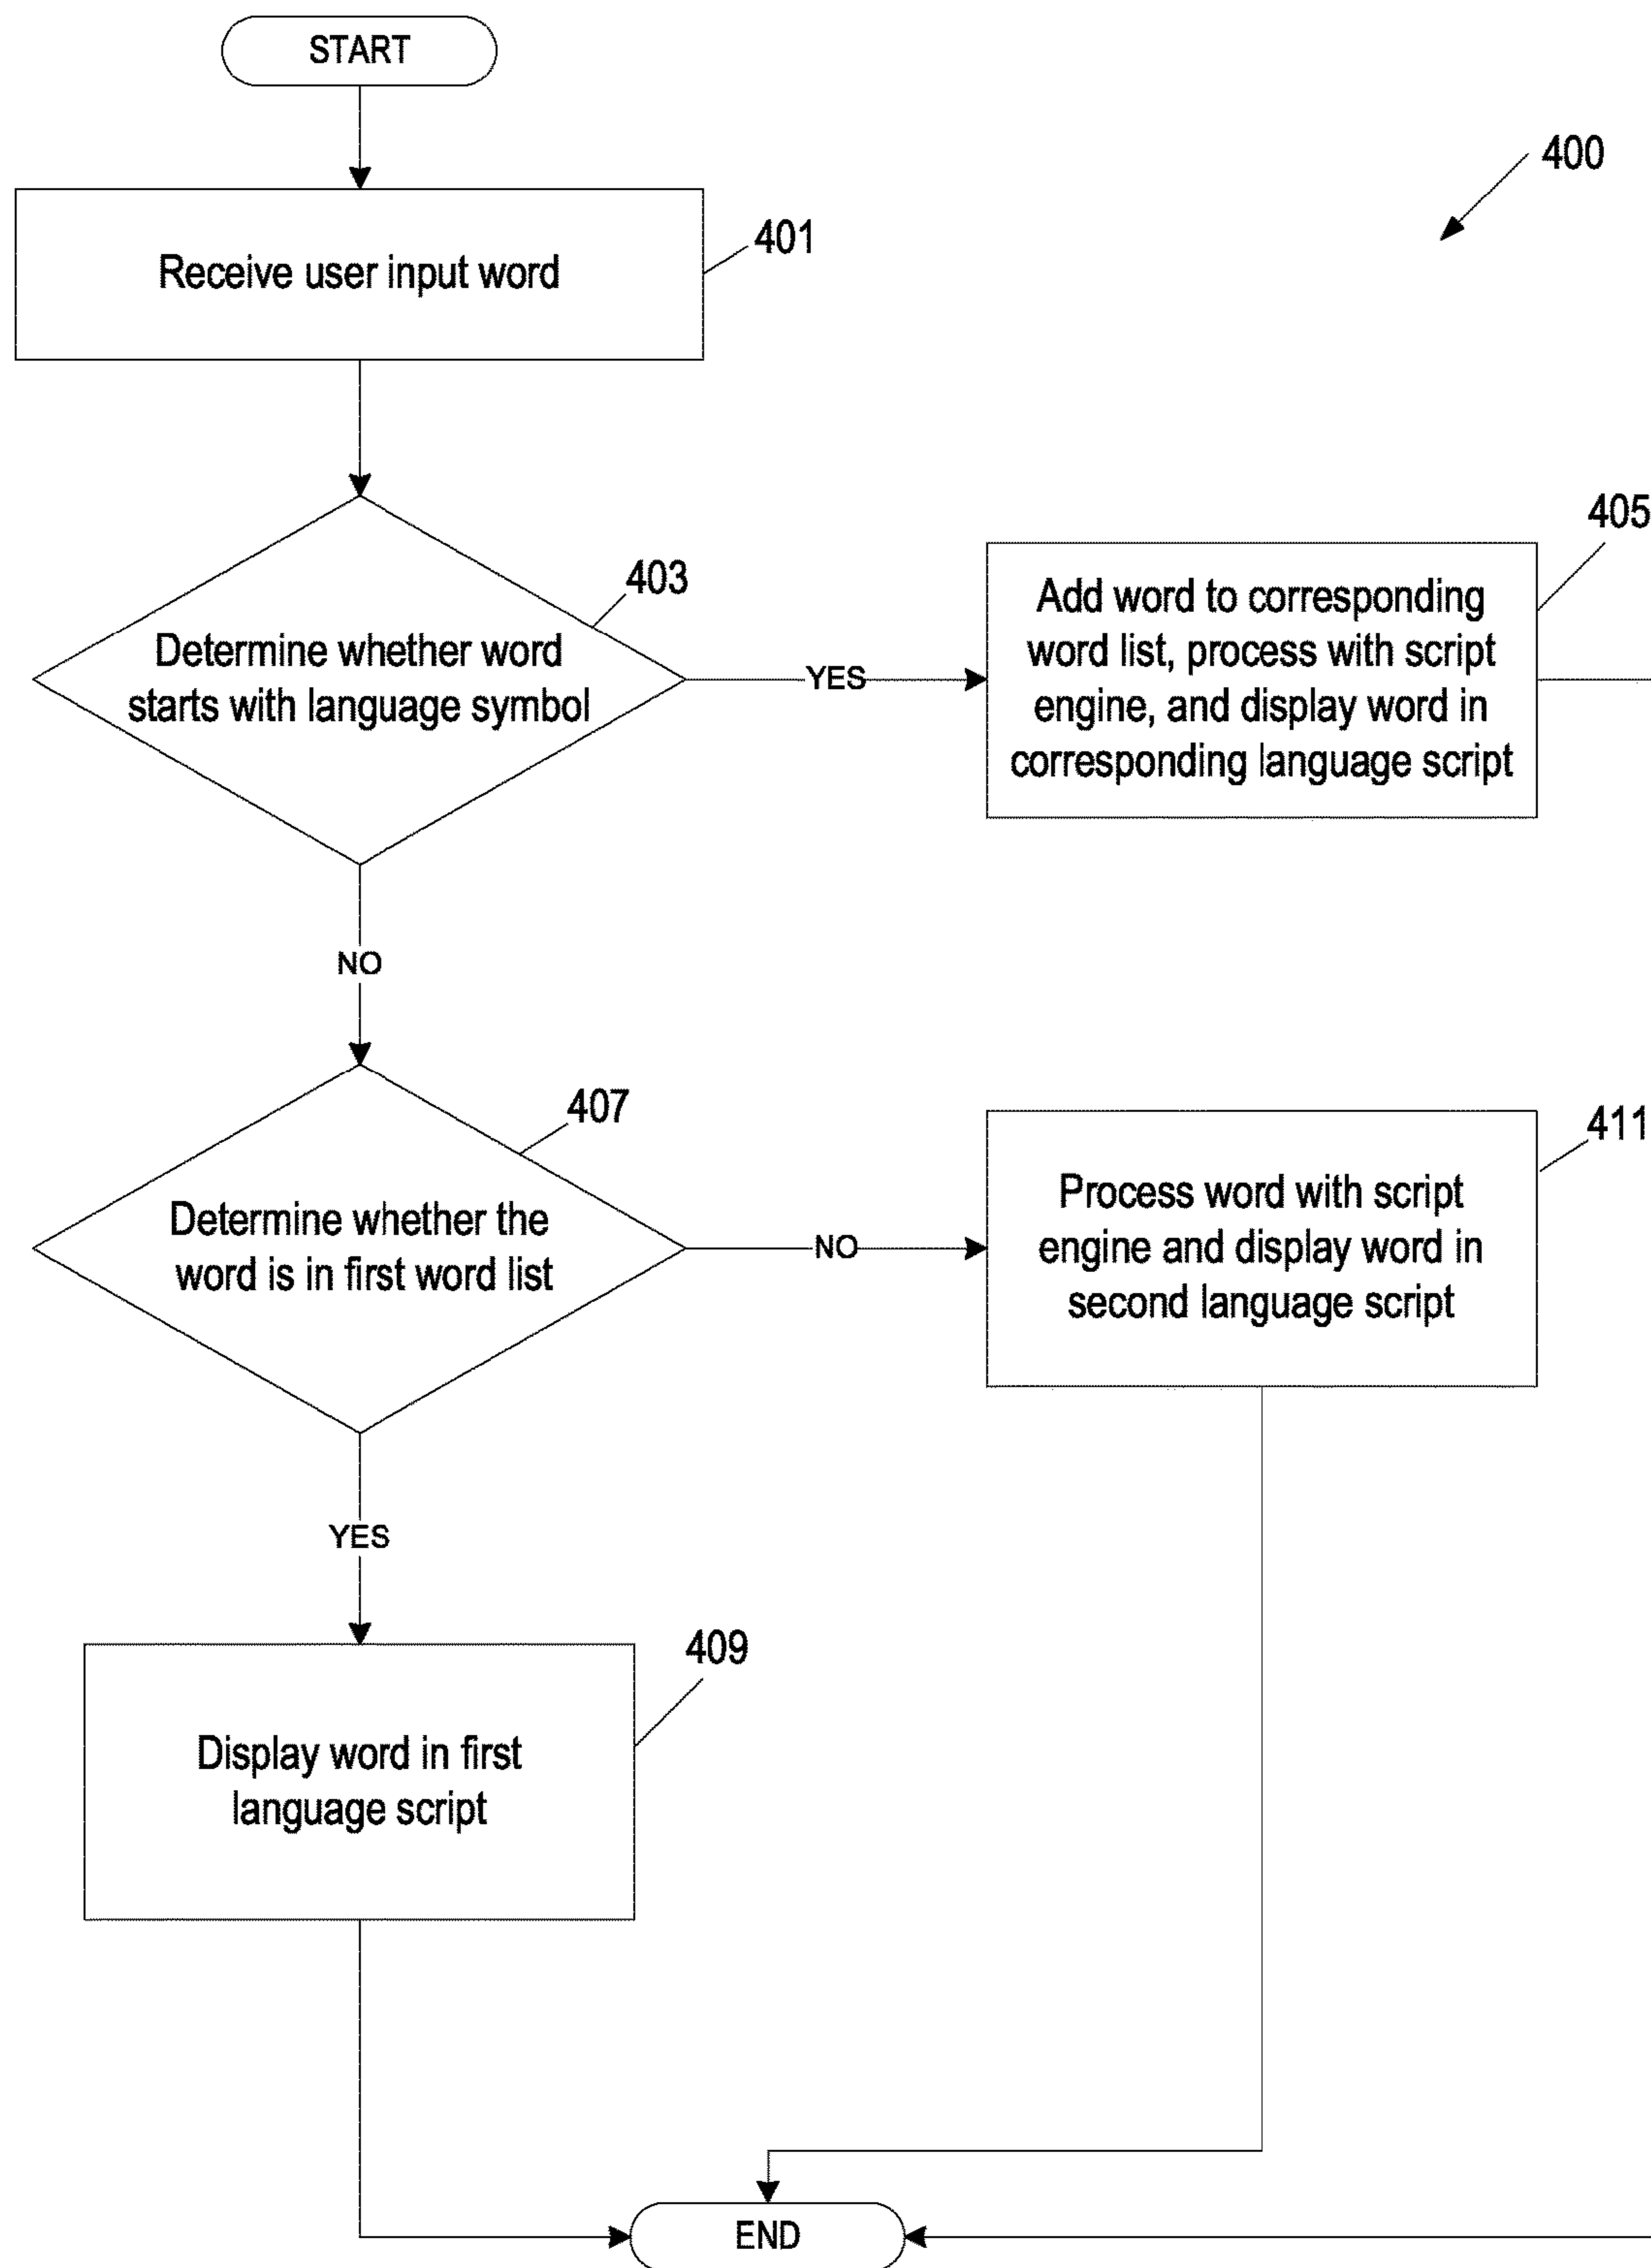 START
400
401
Receive user input word
405
403
Determine whether word
starts with language symbol
YES
Add word to corresponding
word list, process with script
engine, and display word in
corresponding language script
NO
407
Determine whether the
word is in first word list
NO
411
Process word with script
engine and display word in
second language script
YES
409
Display word in first
language script
END